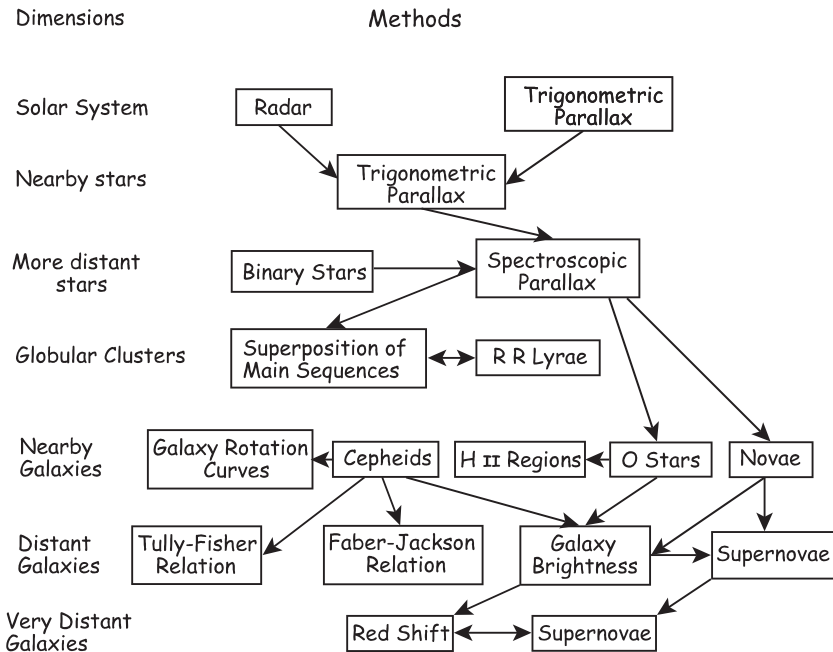 Dimensions
Methods
Solar System
Radar
Trigonometric
Parallax
Nearby stars
Trigonometric
Parallax
More distant
stars
Binary Stars
Spectroscopic
Parallax
Globular Clusters
Superposition of
Main Sequences
R R Lyrae
Nearby
Galaxies
Galaxy Rotation
Curves
Cepheids
H II Regions
O Stars
Novae
Distant
Galaxies
Tully-Fisher
Relation
Faber-Jackson
Relation
Galaxy
Brightness
Supernovae
Very Distant
Galaxies
Red Shift
Supernovae